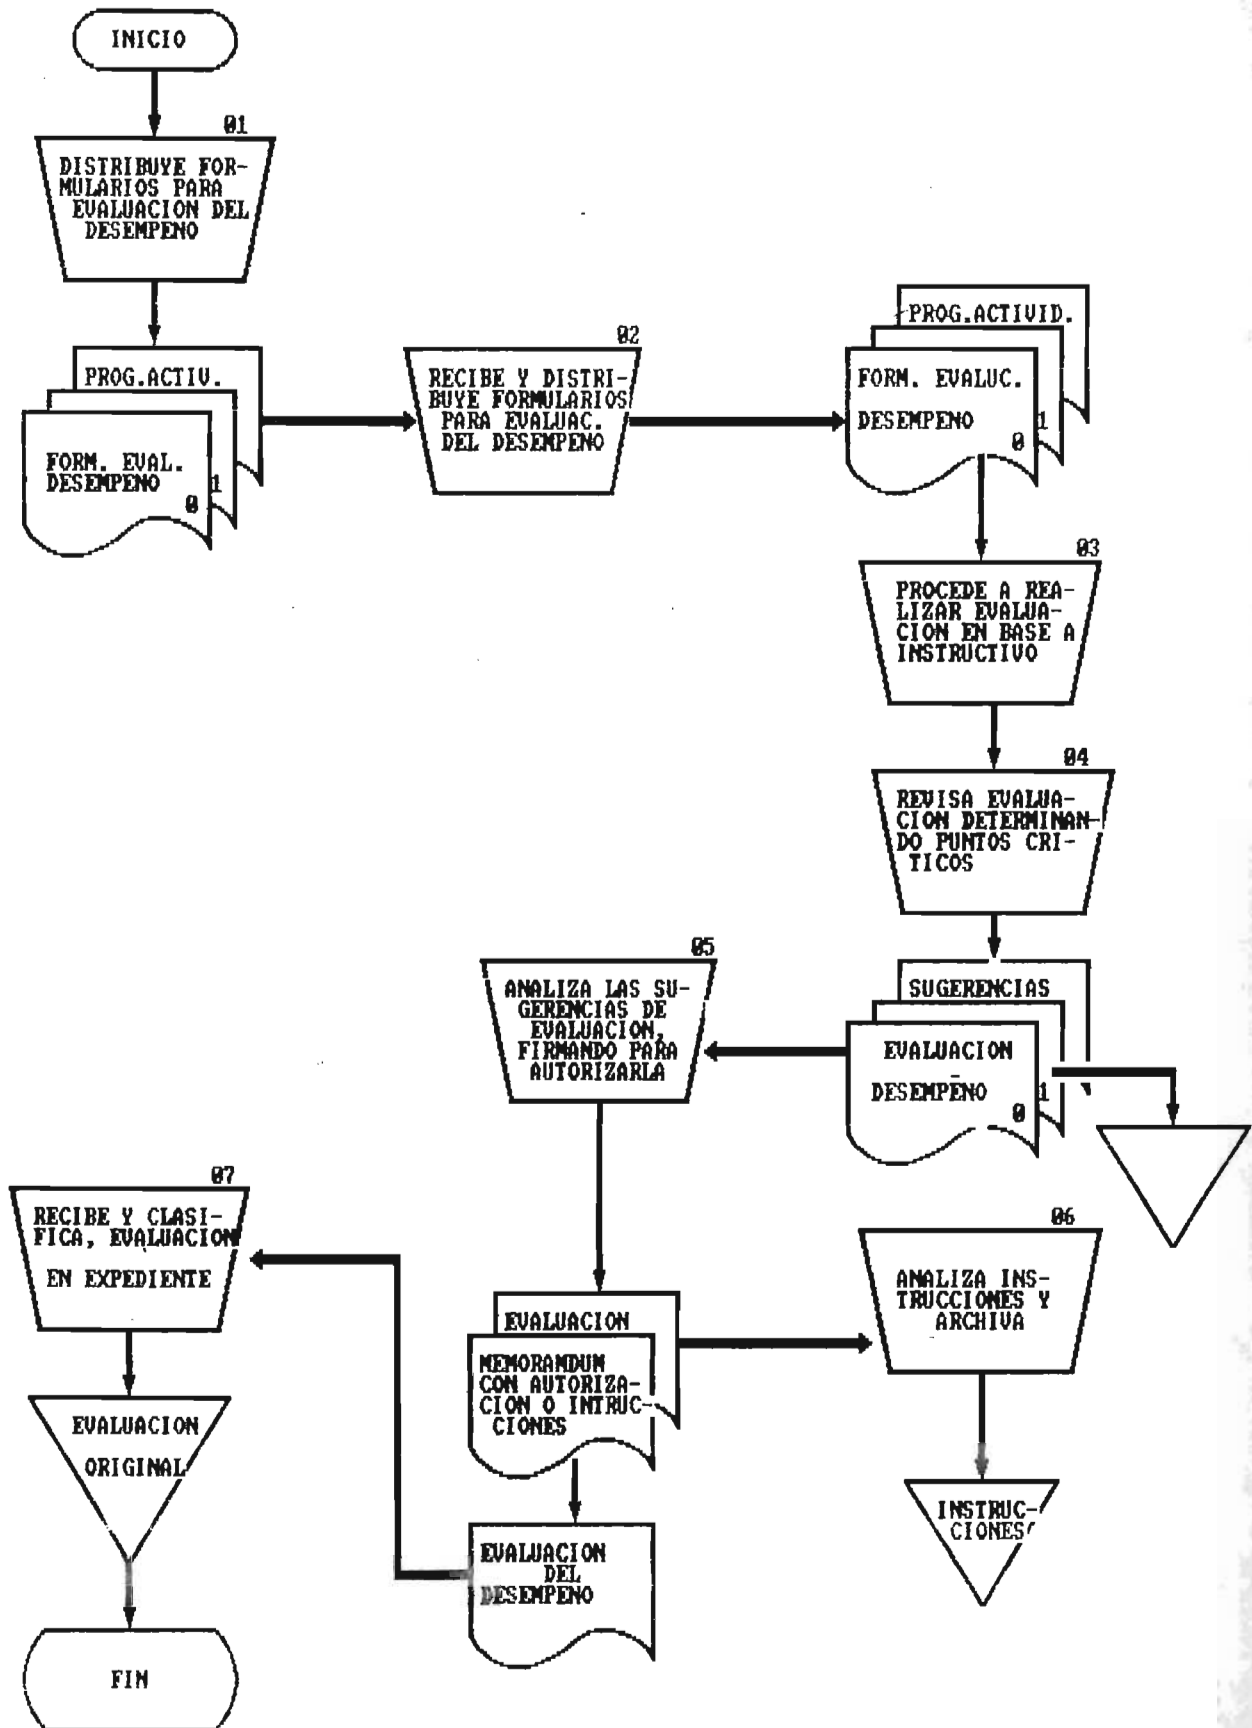 INICIO
01
DISTRIBUYE FOR-
MULARIOS PARA
EVALUACION DEL
DESEMPENO
PROG.ACTIV.
FORM. EVAL.
DESEMPENO
1
0
02
RECIBE Y DISTRI-
BUYE FORMULARIOS
PARA EVALUAC.
DEL DESEMPENO
PROG.ACTIVID.
FORM. EVALUC.
DESEMPENO
1
0
03
PROCEDE A REA-
LIZAR EVALUA-
CION EN BASE A
INSTRUCTIVO
04
REVISA EVALUA-
CION DETERMINAN-
DO PUNTOS CRI-
TICOS
SUGERENCIAS
EVALUACION
DESEMPEÑO
1
0
05
ANALIZA LAS SU-
GERENCIAS DE
EVALUACION,
FIRMANDO PARA
AUTORIZARLA
EVALUACION
MEMORANDUM
CON AUTORIZA-
CION O INTRUC-
CIONES
06
ANALIZA INS-
TRUCCIONES Y
ARCHIVA
INSTRUC-
CIONES
EVALUACION
DEL
DESEMPENO
07
RECIBE Y CLASI-
FICA, EVALUACION
EN EXPEDIENTE
EVALUACION
ORIGINAL
FIN